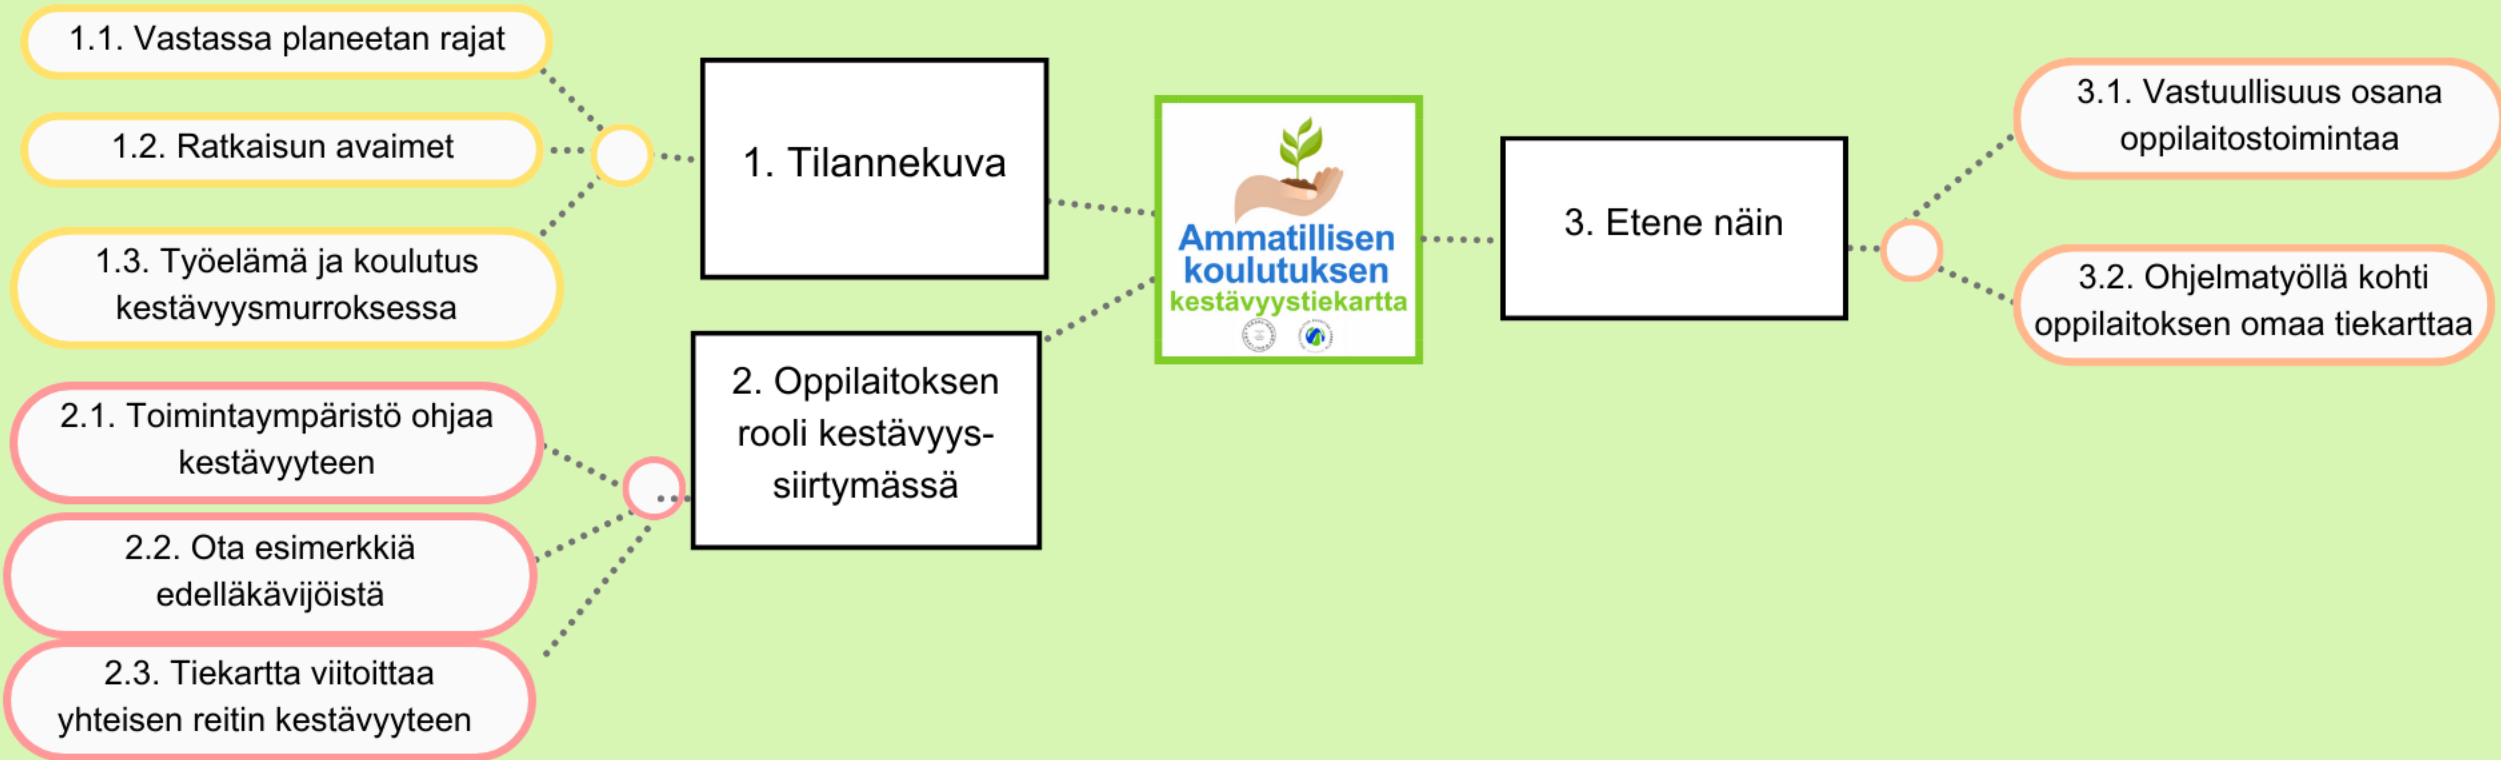 1.1. Vastassa planeetan rajat
1.2. Ratkaisun avaimet
1.3. Työelämä ja koulutus
kestävyysmurroksessa
1. Tilannekuva
2.1. Toimintaympäristö ohjaa
kestävyyteen
2.2. Ota esimerkkiä
edelläkävijöistä
2.3. Tiekartta viitoittaa
yhteisen reitin kestävyyteen
2. Oppilaitoksen
rooli kestävyys-
siirtymässä
Ammatillisen
koulutuksen
kestävyystiekartta
3. Etene näin
3.1. Vastuullisuus osana
oppilaitostoimintaa
3.2. Ohjelmatyöllä kohti
oppilaitoksen omaa tiekarttaa